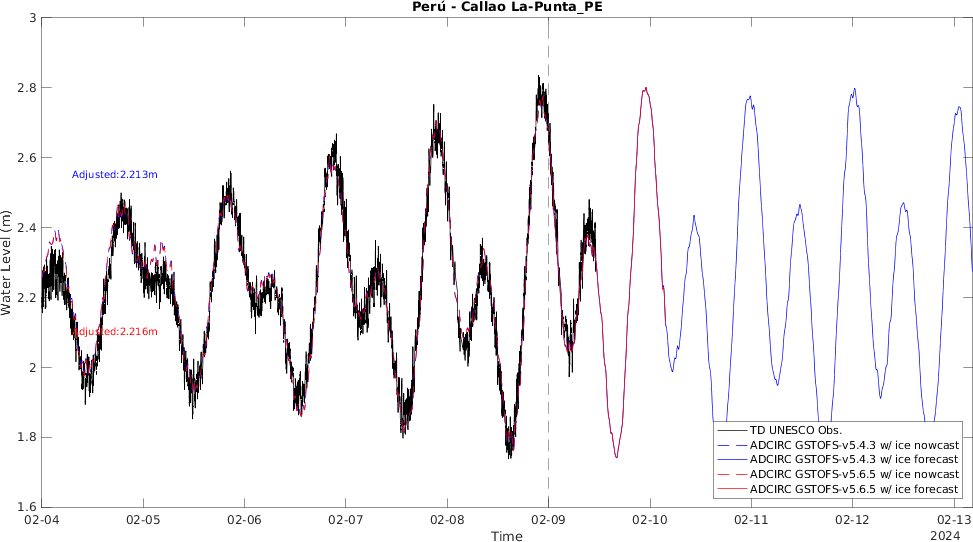 Perú - Callao La-Punta_PE
3
2.8
2.6
2.4
2.2
2
1.8
1.6
Water Level (m)
Adjusted:2.213m
Adjusted:2.216m
TD UNESCO Obs.
ADCIRC GSTOFS-v5.4.3 w/ ice nowcast
ADCIRC GSTOFS-v5.4.3 w/ ice forecast
ADCIRC GSTOFS-v5.6.5 w/ ice nowcast
ADCIRC GSTOFS-v5.6.5 w/ ice forecast
02-04 02-05 02-06 02-07 02-08 02-09 02-10 02-11 02-12 02-13
Time
2024